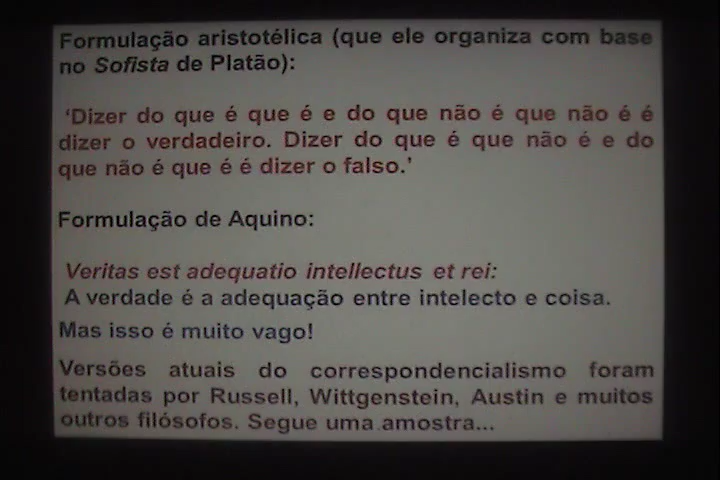 Formulação aristotélica (que ele organiza com base
no Sofista de Platão):
'Dizer do que é que é e do que não é que não é é
dizer o verdadeiro. Dizer do que é que não é e do
que não é que é é dizer o falso.'
Formulação de Aquino:
Veritas est adequatio intellectus et rei:
A verdade é a adequação entre intelecto e coisa.
Mas isso é muito vago!
Versões atuais do correspondencialismo foram
tentadas por Russell, Wittgenstein, Austin e muitos
outros filósofos. Segue uma amostra...